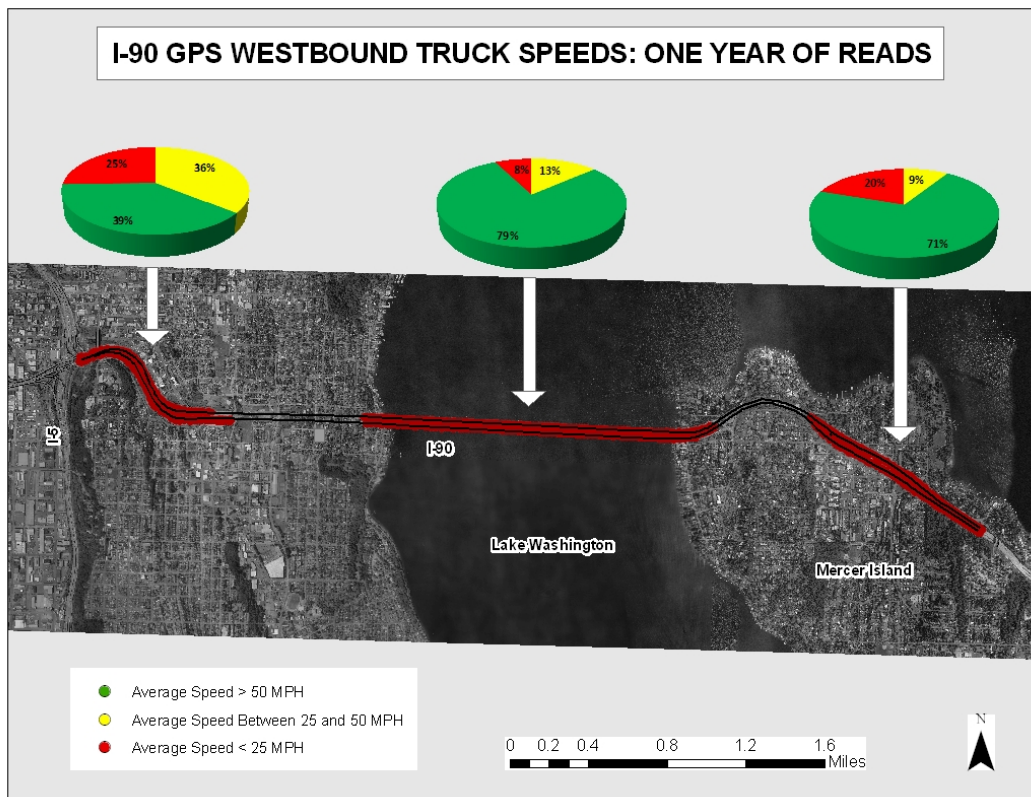 I-90 GPS WESTBOUND TRUCK SPEEDS: ONE YEAR OF READS
25%
36%
39%
8%
13%
79%
20%
9%
71%
I-5
I-90
Lake Washington
Mercer Island
Average Speed > 50 MPH
Average Speed Between 25 and 50 MPH
Average Speed < 25 MPH
0 0.2 0.4 0.8 1.2 1.6
Miles
N